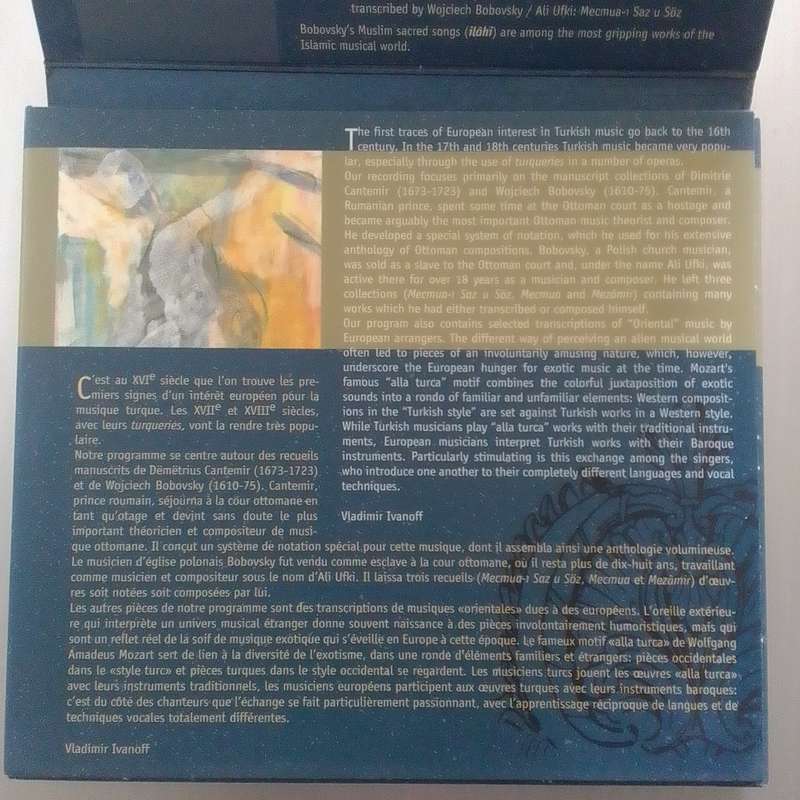 transcribed by Wojciech Bobovsky / Ali Ufki: Mecmua-ı Saz u Söz
Bobovsky's Muslim sacred songs (ilâhî) are among the most gripping works of the
Islamic musical world.
The first traces of European interest in Turkish music go back to the 16th
century. In the 17th and 18th centuries Turkish music became very popu-
lar, especially through the use of turqueries in a number of operas.
Our recording focuses primarily on the manuscript collections of Dimitrie
Cantemir (1673-1723) and Wojciech Bobovsky (1610-75). Cantemir, a
Rumanian prince, spent some time at the Ottoman court as a hostage and
became arguably the most important Ottoman music theorist and composer.
He developed a special system of notation, which he used for his extensive
anthology of Ottoman compositions. Bobovsky, a Polish church musician,
was sold as a slave to the Ottoman court and, under the name Ali Ufki, was
active there for over 18 years as a musician and composer. He left three
collections (Mecmua-ı Saz u Söz, Mecmua and Mezâmir) containing many
works which he had either transcribed or composed himself.
Our program also contains selected transcriptions of "Oriental" music by
European arrangers. The different way of perceiving an alien musical world
often led to pieces of an involuntarily amusing nature, which, however,
underscore the European hunger for exotic music at the time. Mozart's
famous "alla turca" motif combines the colorful juxtaposition of exotic
sounds into a rondo of familiar and unfamiliar elements: Western composit-
ions in the "Turkish style" are set against Turkish works in a Western style.
While Turkish musicians play "alla turca" works with their traditional instru-
ments, European musicians interpret Turkish works with their Baroque
instruments. Particularly stimulating is this exchange among the singers,
who introduce one another to their completely different languages and vocal
techniques.
Vladimir Ivanoff
C'est au XVIe siècle que l'on trouve les pre-
miers signes d'un intérêt européen pour la
musique turque. Les XVIIe et XVIIIe siècles,
avec leurs turqueries, vont la rendre très popu-
laire.
Notre programme se centre autour des recueils
manuscrits de Démétrius Cantemir (1673-1723)
et de Wojciech Bobovsky (1610-75). Cantemir,
prince roumain, séjourna à la cour ottomane en
tant qu'otage et devint sans doute le plus
important théoricien et compositeur de musi-
que ottomane. Il conçut un système de notation spécial pour cette musique, dont il assembla ainsi une anthologie volumineuse.
Le musicien d'église polonais Bobovsky fut vendu comme esclave à la cour ottomane, où il resta plus de dix-huit ans, travaillant
comme musicien et compositeur sous le nom d'Ali Ufki. Il laissa trois recueils (Mecmua-ı Saz u Söz, Mecmua et Mezâmir) d'œuv-
res soit notées soit composées par lui.
Les autres pièces de notre programme sont des transcriptions de musiques «orientales» dues à des européens. L'oreille extérieu-
re qui interprète un univers musical étranger donne souvent naissance à des pièces involontairement humoristiques, mais qui
sont un reflet réel de la soif de musique exotique qui s'éveille en Europe à cette époque. Le fameux motif «alla turca» de Wolfgang
Amadeus Mozart sert de lien à la diversité de l'exotisme, dans une ronde d'éléments familiers et étrangers: pièces occidentales
dans le «style turc» et pièces turques dans le style occidental se regardent. Les musiciens turcs jouent les œuvres «alla turca»
avec leurs instruments traditionnels, les musiciens européens participent aux œuvres turques avec leurs instruments baroques:
c'est du côté des chanteurs que l'échange se fait particulièrement passionnant, avec l'apprentissage réciproque de langues et de
techniques vocales totalement différentes.
Vladimir Ivanoff